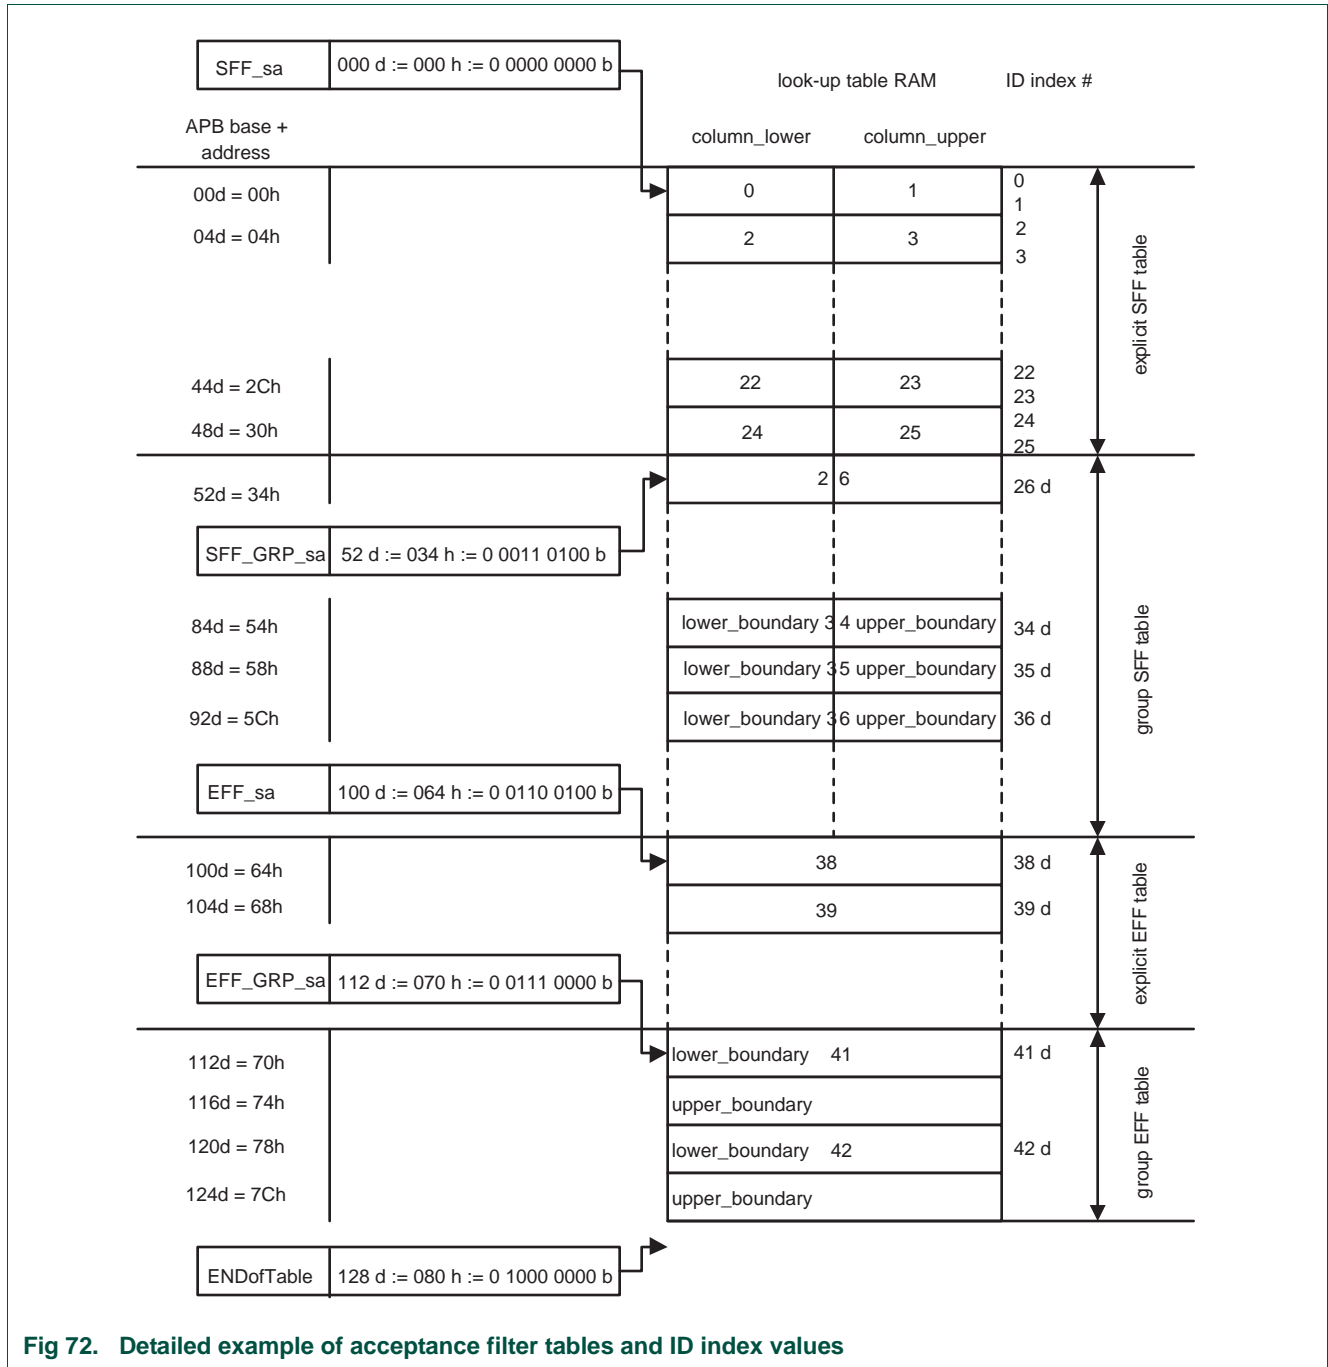 SFF_sa 000 d := 000 h := 0 0000 0000 b
look-up table RAM ID index #
APB base +
address
column_lower column_upper
00d = 00h 0 1 0
1
04d = 04h 2 3 2
3
explicit SFF table
44d = 2Ch 22 23 22
23
48d = 30h 24 25 24
25
52d = 34h 2 6 26 d
SFF_GRP_sa 52 d := 034 h := 0 0011 0100 b
84d = 54h lower_boundary 3 4 upper_boundary 34 d
88d = 58h lower_boundary 3 5 upper_boundary 35 d
92d = 5Ch lower_boundary 3 6 upper_boundary 36 d
group SFF table
EFF_sa 100 d := 064 h := 0 0110 0100 b
100d = 64h 38 38 d
104d = 68h 39 39 d
explicit EFF table
EFF_GRP_sa 112 d := 070 h := 0 0111 0000 b
112d = 70h lower_boundary 41 41 d
116d = 74h upper_boundary
120d = 78h lower_boundary 42 42 d
124d = 7Ch upper_boundary
group EFF table
ENDofTable 128 d := 080 h := 0 1000 0000 b
Fig 72. Detailed example of acceptance filter tables and ID index values